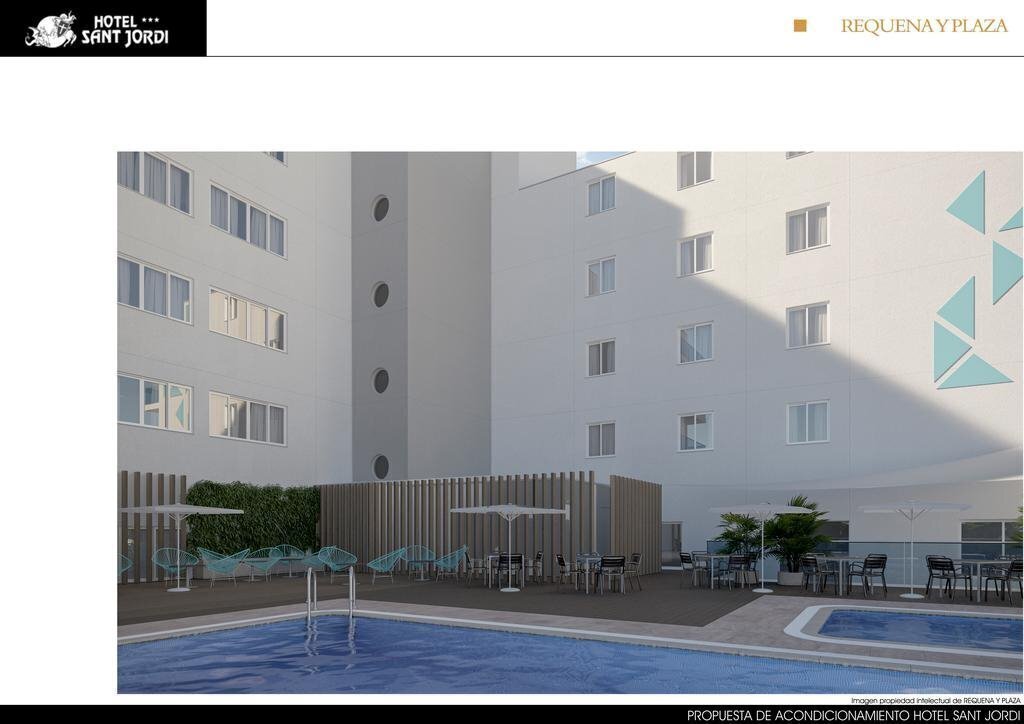 HOTEL ***
SANT JORDI
REQUENA Y PLAZA
Imagen propiedad intelectual de REQUENA Y PLAZA
PROPUESTA DE ACONDICIONAMIENTO HOTEL SANT JORDI